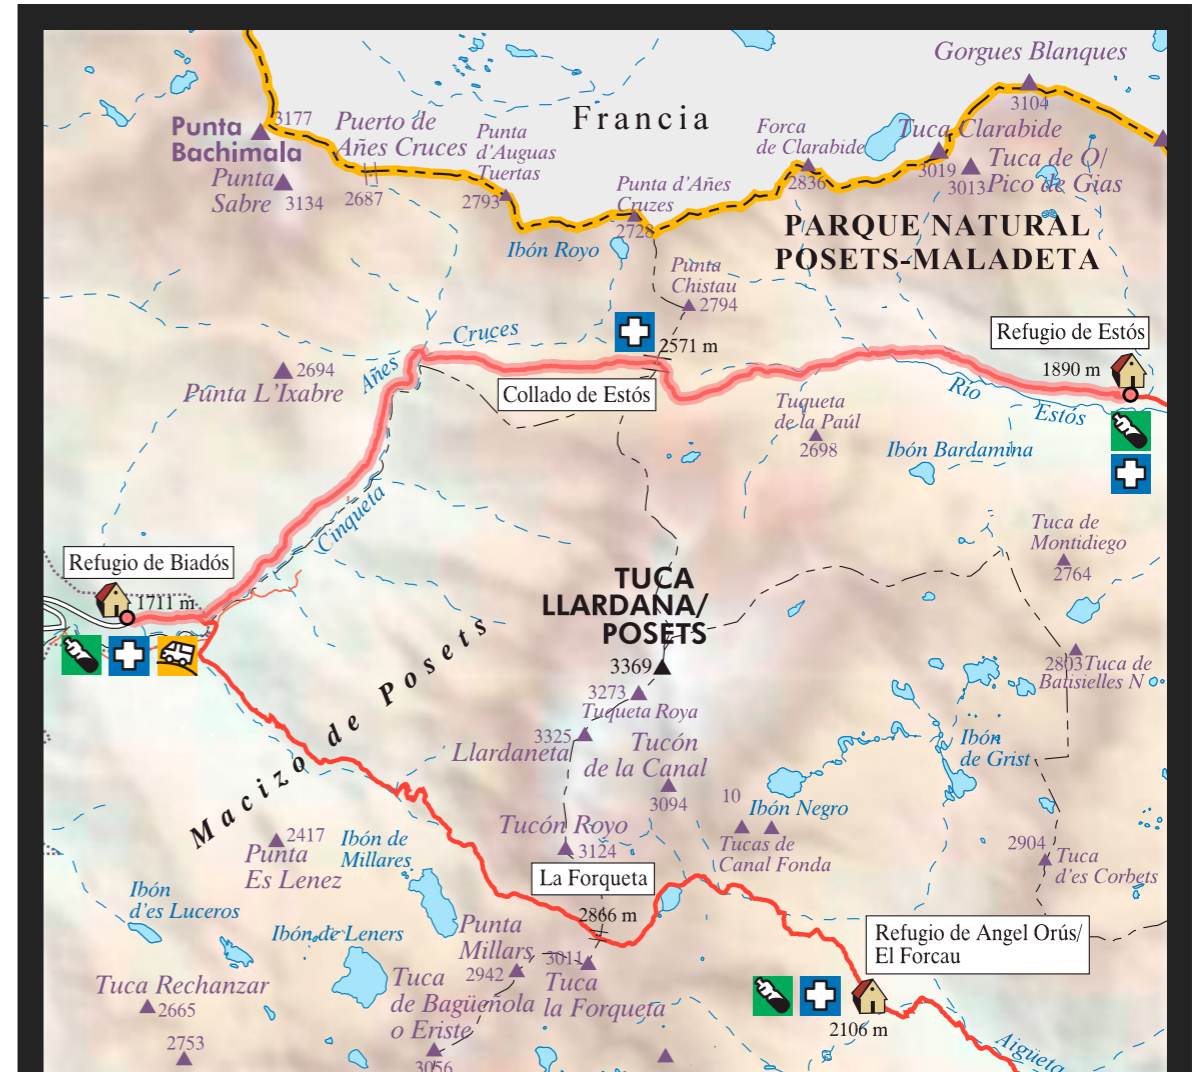 Gorgues Blanques
3104
Francia
3177
Punta
Bachimala
Puerto de
Añes Cruces
2687
Punta
d'Auguas
Tuertas
2793
Forca
de Clarabide
2836
Tuca Clarabide
3019
3013
Tuca de O/
Pico de Gias
Punta
Sabre
3134
Punta d'Añes
Cruzes
2728
Ibón Royo
PARQUE NATURAL
POSETS-MALADETA
Punta
Chistau
2794
Cruces
Añes
2571 m
Refugio de Estós
1890 m
2694
Punta L'Ixabre
Collado de Estós
Río
Estós
Tuqueta
de la Paúl
2698
Ibón Bardamina
Cinqueta
Tuca de
Montidiego
2764
Refugio de Biadós
1711 m
TUCA
LLARDANA/
POSETS
3369
Macizo de Posets
2803
Tuca de
Batisielles N
3273
Tuqueta Roya
3325
Llardaneta
Tucón
de la Canal
3094
Ibón
de Grist
10
Ibón Negro
Tucas de
Canal Fonda
2417
Punta
Es Lenez
Ibón de
Millares
Tucón Royo
3124
2904
Tuca
d'es Corbets
La Forqueta
2866 m
Ibón
d'es Luceros
Ibón de Leners
Punta
Millars
2942
3011
Tuca
la Forqueta
Refugio de Angel Orús/
El Forcau
2106 m
Tuca Rechanzar
2665
Tuca
de Bagüeñola
o Eriste
3056
2753
Aigüeta